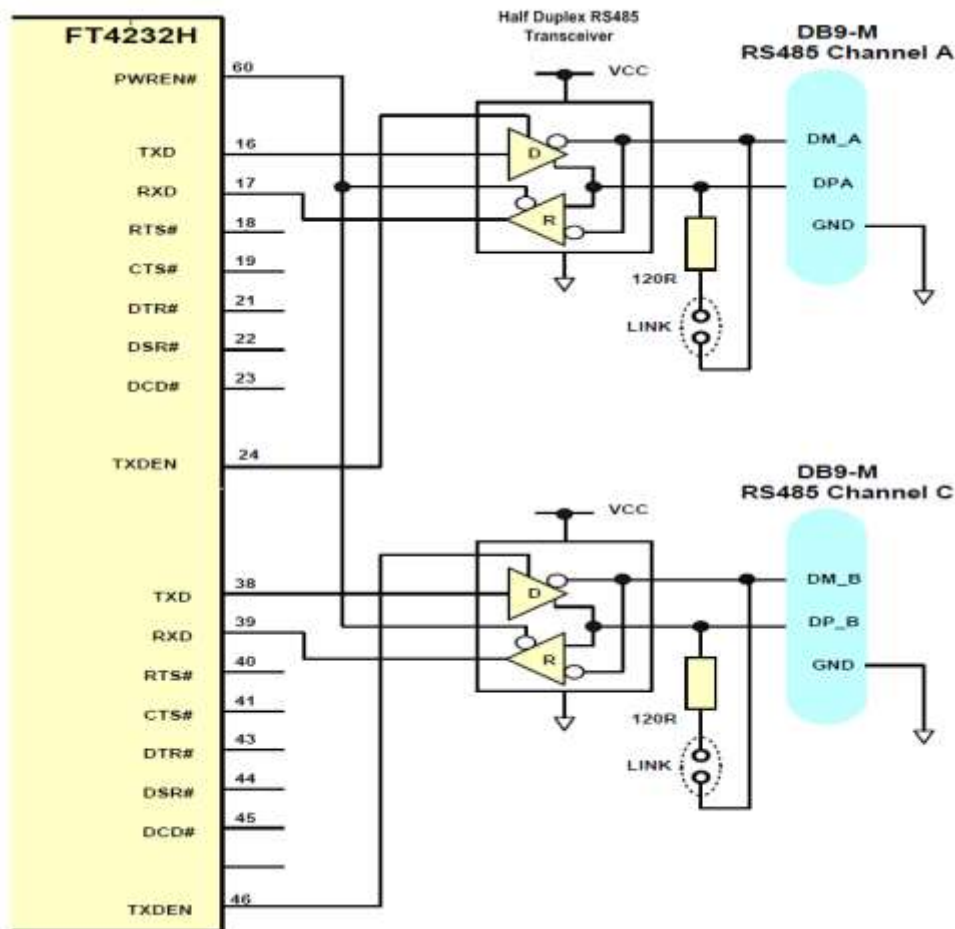 FT4232H
PWREN#
60
TXD
16
RXD
17
RTS#
18
CTS#
19
DTR#
21
DSR#
22
DCD#
23
TXDEN
24
TXD
38
RXD
39
RTS#
40
CTS#
41
DTR#
43
DSR#
44
DCD#
45
TXDEN
46
Half Duplex RS485
Transceiver
VCC
D
R
120R
LINK
DB9-M
RS485 Channel A
DM_A
DPA
GND
VCC
D
R
120R
LINK
DB9-M
RS485 Channel C
DM_B
DP_B
GND